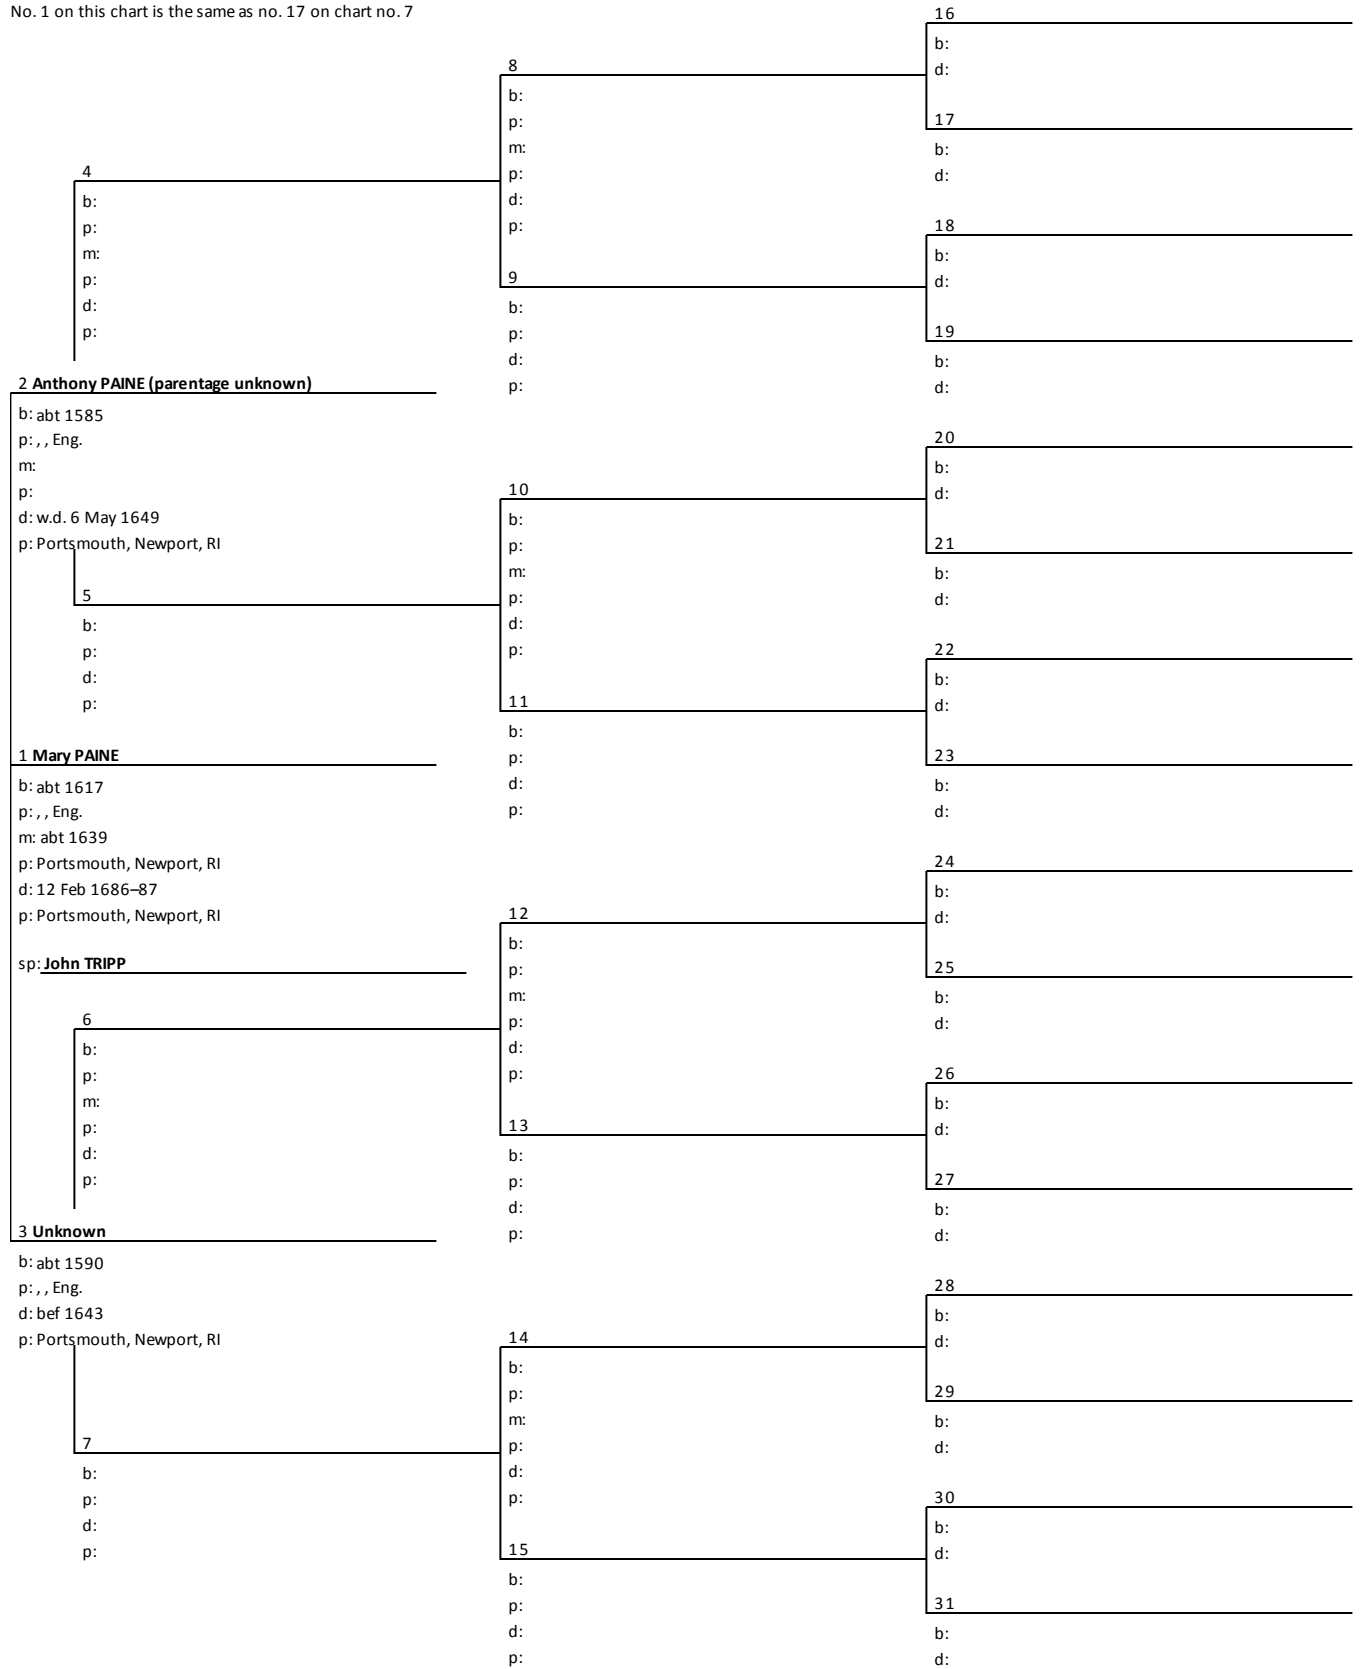 No. 1 on this chart is the same as no. 17 on chart no. 7
2 Anthony PAINE (parentage unknown)
b: abt 1585
p: , , Eng.
m:
p:
d: w.d. 6 May 1649
p: Portsmouth, Newport, RI
1 Mary PAINE
b: abt 1617
p: , , Eng.
m: abt 1639
p: Portsmouth, Newport, RI
d: 12 Feb 1686–87
p: Portsmouth, Newport, RI
sp: John TRIPP
3 Unknown
b: abt 1590
p: , , Eng.
d: bef 1643
p: Portsmouth, Newport, RI
4
b:
p:
m:
p:
d:
p:
5
b:
p:
d:
p:
6
b:
p:
m:
p:
d:
p:
7
b:
p:
d:
p:
8
b:
p:
m:
p:
d:
p:
9
b:
p:
d:
p:
10
b:
p:
m:
p:
d:
p:
11
b:
p:
d:
p:
12
b:
p:
m:
p:
d:
p:
13
b:
p:
d:
p:
14
b:
p:
m:
p:
d:
p:
15
b:
p:
d:
p:
16
b:
d:
17
b:
d:
18
b:
d:
19
b:
d:
20
b:
d:
21
b:
d:
22
b:
d:
23
b:
d:
24
b:
d:
25
b:
d:
26
b:
d:
27
b:
d:
28
b:
d:
29
b:
d:
30
b:
d:
31
b:
d: